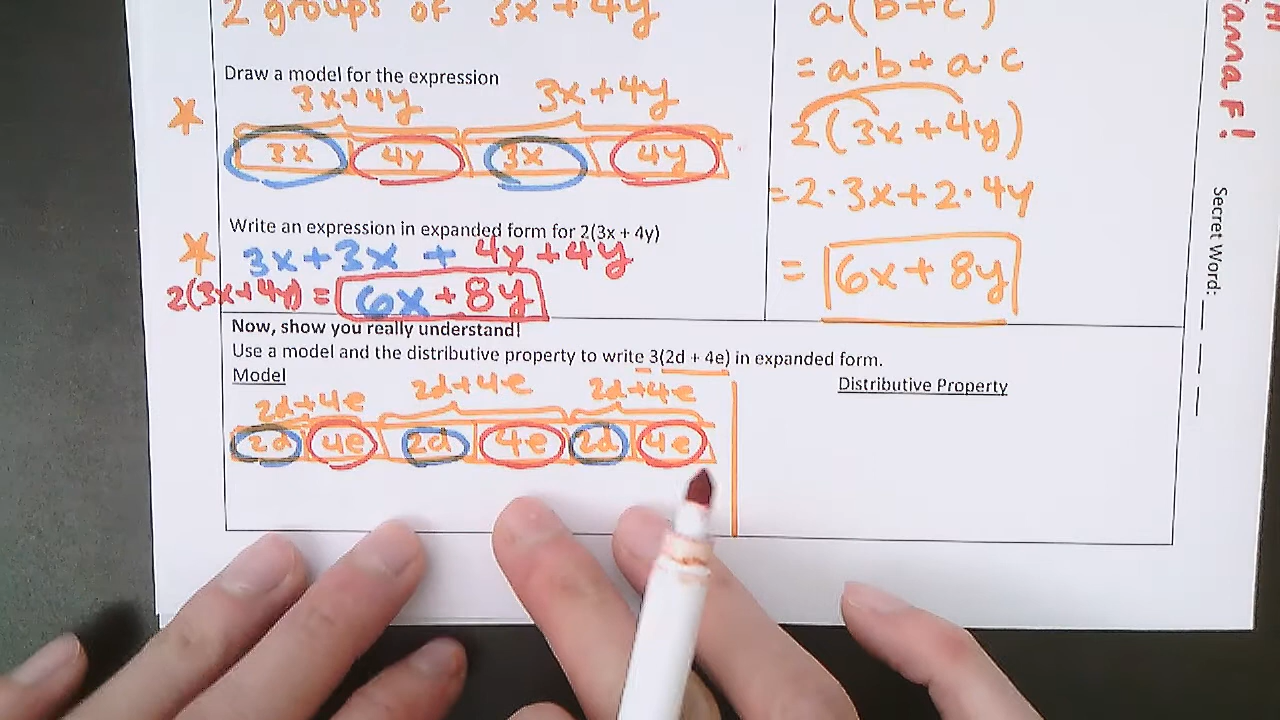 2 groups of 3x + 4y
Draw a model for the expression
3x+4y 3x+4y
3x 4y 3x 4y
Write an expression in expanded form for 2(3x + 4y)
3x+3x + 4y+4y
2(3x+4y) = 6x+8y
a(b+c)
= a·b + a·c
2(3x+4y)
=2·3x+2·4y
= 6x+8y
Now, show you really understand!
Use a model and the distributive property to write 3(2d + 4e) in expanded form.
Model
2d+4e 2d+4e 2d+4e
2d 4e 2d 4e 2d 4e
Distributive Property
F!
Secret Word: __ __ __